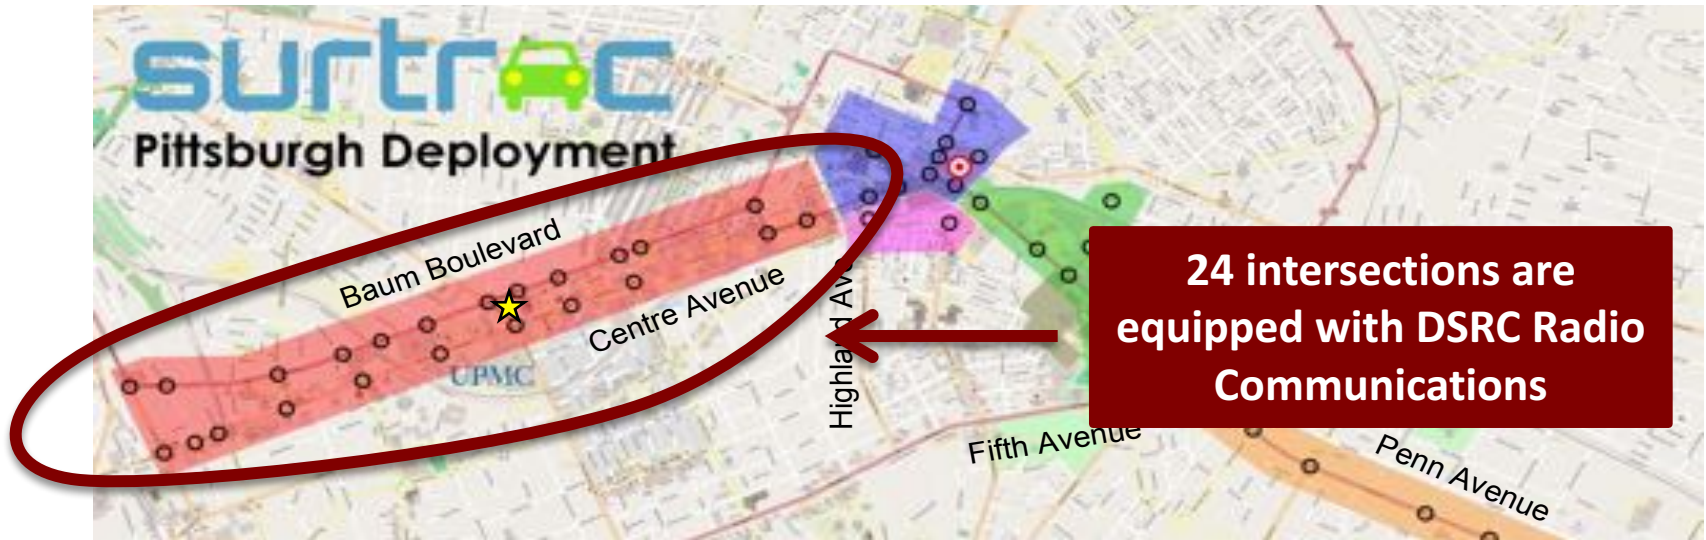 surtrac
Pittsburgh Deployment
Baum Boulevard
Centre Avenue
UPMC
Highland Ave
24 intersections are
equipped with DSRC Radio
Communications
Fifth Avenue
Penn Avenue